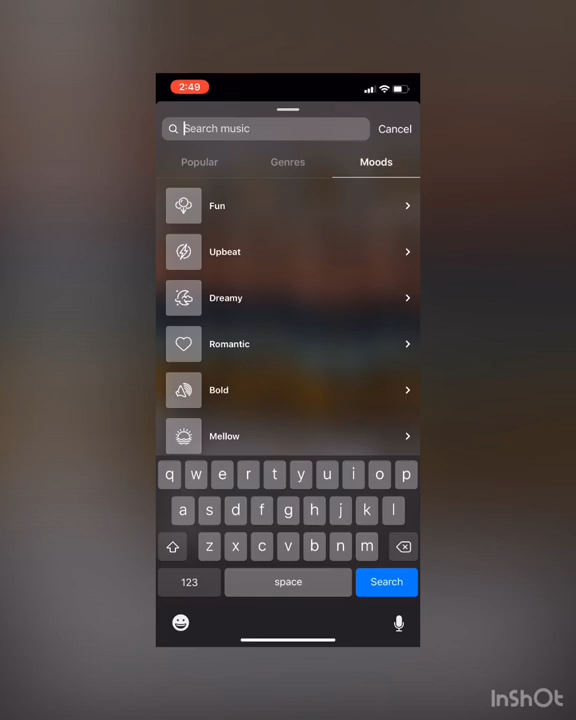 2:49
Search music
Cancel
Popular Genres Moods
Fun
Upbeat
Dreamy
Romantic
Bold
Mellow
q w e r t y u i o p
a s d f g h j k l
z x c v b n m
123 space Search
InShOt